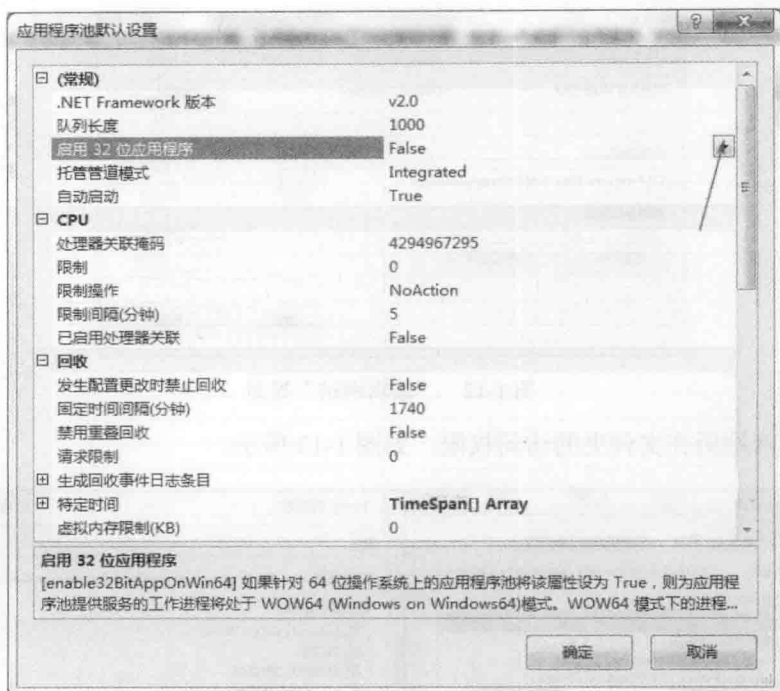 应用程序池默认设置
(常规)
.NET Framework 版本 v2.0
队列长度 1000
启用 32 位应用程序 False
托管管道模式 Integrated
自动启动 True
CPU
处理器关联掩码 4294967295
限制 0
限制操作 NoAction
限制间隔(分钟) 5
已启用处理器关联 False
回收
发生配置更改时禁止回收 False
固定时间间隔(分钟) 1740
禁用重叠回收 False
请求限制 0
生成回收事件日志条目
特定时间 TimeSpan[] Array
虚拟内存限制(KB) 0
启用 32 位应用程序
[enable32BitAppOnWin64] 如果针对 64 位操作系统上的应用程序池将该属性设为 True，则为应用程
序池提供服务的工作进程将处于 WOW64 (Windows on Windows64)模式。WOW64 模式下的进程...
确定 取消